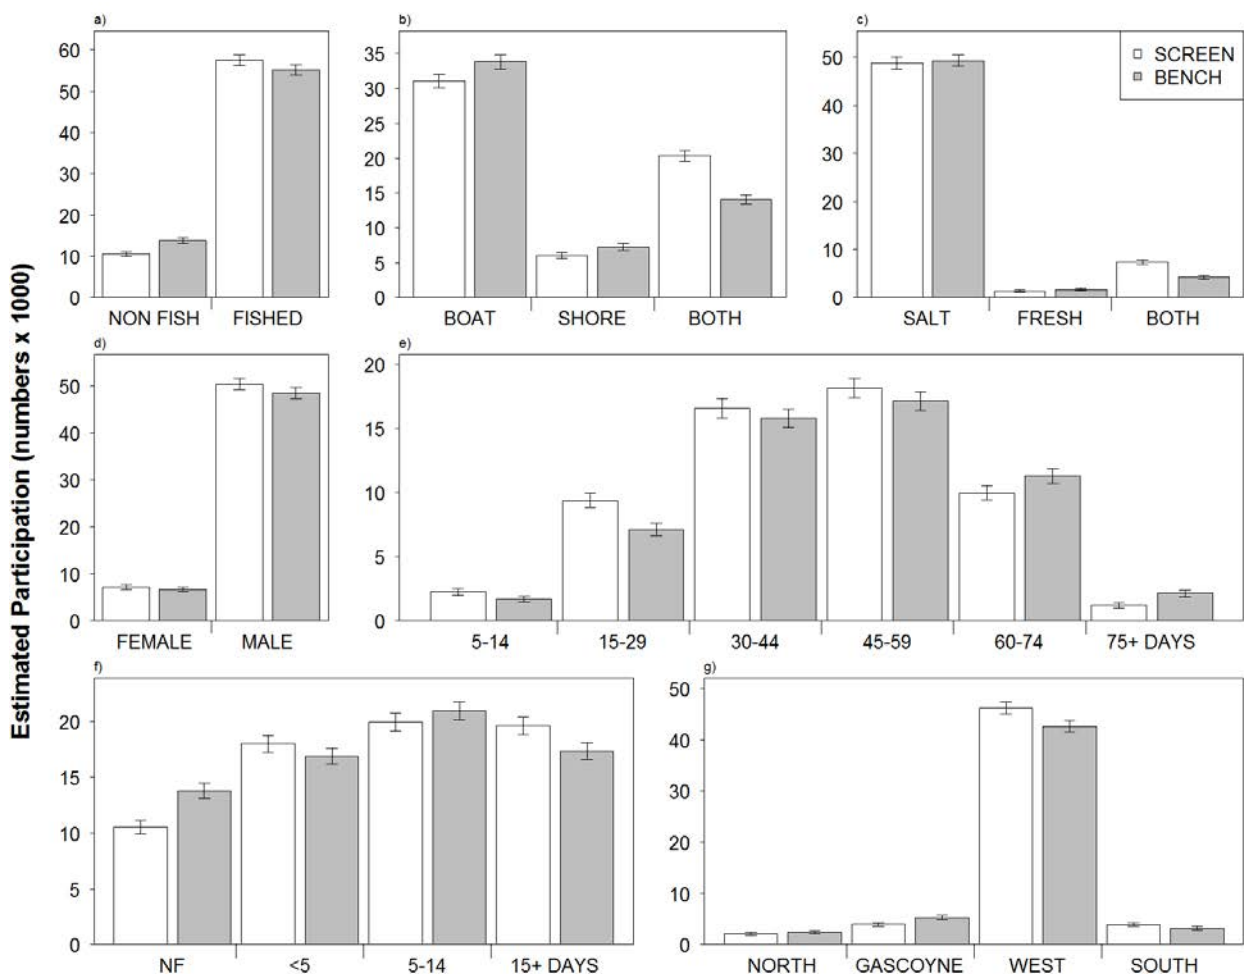 a)
60
50
40
30
20
10
0
NON FISH FISHED
b)
35
30
25
20
15
10
5
0
BOAT SHORE BOTH
c)
50
40
30
20
10
0
SALT FRESH BOTH
SCREEN
BENCH
Estimated Participation (numbers x 1000)
d)
50
40
30
20
10
0
FEMALE MALE
e)
20
15
10
5
0
5-14 15-29 30-44 45-59 60-74 75+ DAYS
f)
20
15
10
5
0
NF <5 5-14 15+ DAYS
g)
50
40
30
20
10
0
NORTH GASCOYNE WEST SOUTH